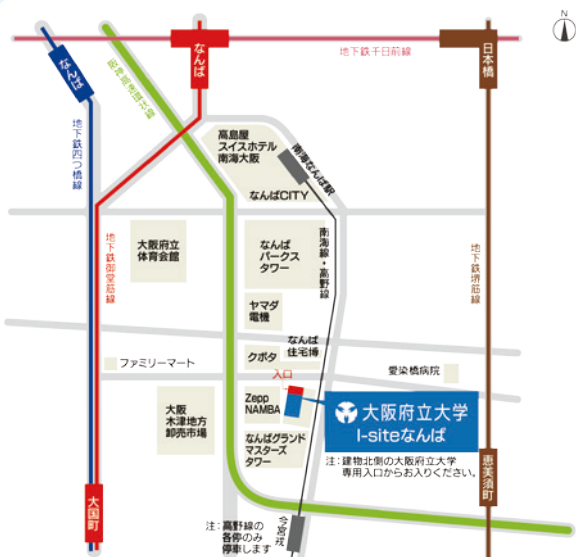 N
なんば
なんば
地下鉄千日前線
日本橋
阪神高速環状線
地下鉄四つ橋線
高島屋
スイスホテル
南海大阪
南海なんば駅
なんばCITY
大阪府立
体育会館
なんば
パークス
タワー
南海線・高野線
地下鉄御堂筋線
地下鉄堺筋線
ヤマダ
電機
なんば
住宅博
クボタ
ファミリーマート
入口
愛染橋病院
Zepp
NAMBA
大阪府立大学
I-siteなんば
大阪
木津地方
卸売市場
なんばグランド
マスターズ
タワー
注：建物北側の大阪府立大学
専用入口からお入りください。
恵美須町
大国町
注：高野線の
各停のみ
停車します
今宮戎